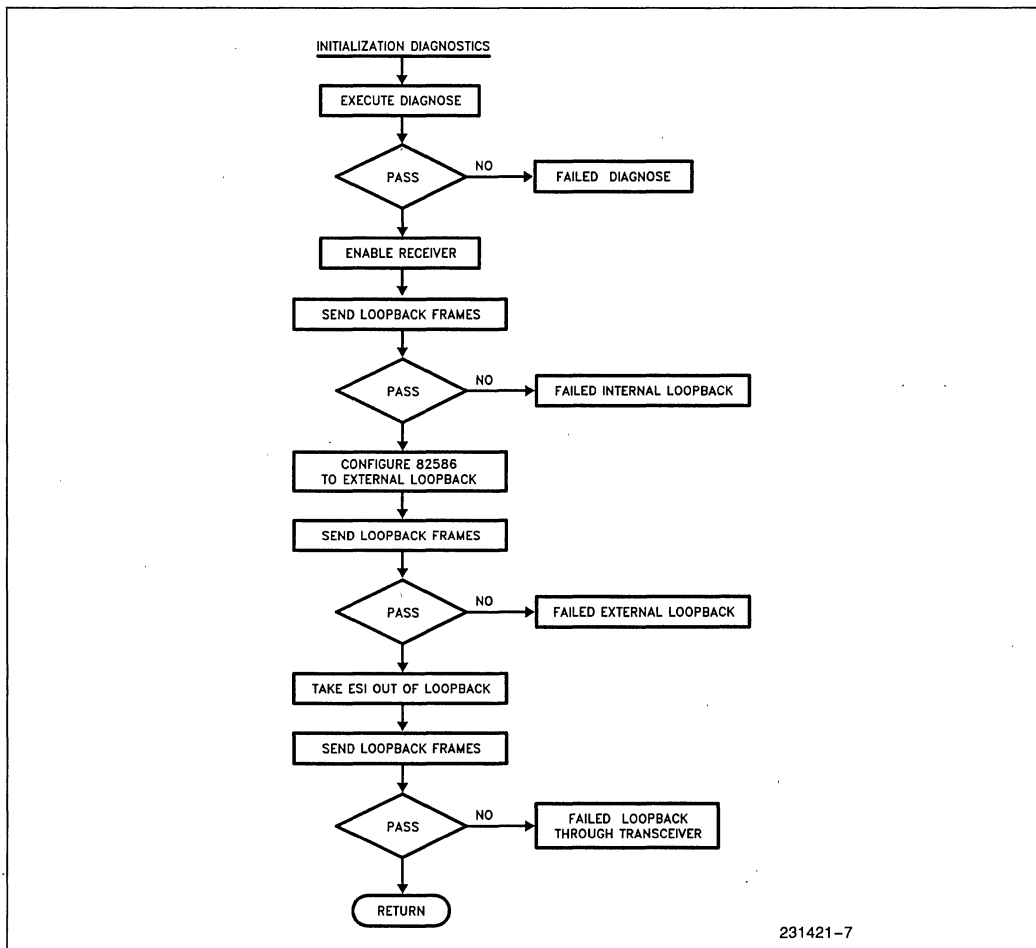 INITIALIZATION DIAGNOSTICS
EXECUTE DIAGNOSE
PASS
NO
FAILED DIAGNOSE
ENABLE RECEIVER
SEND LOOPBACK FRAMES
PASS
NO
FAILED INTERNAL LOOPBACK
CONFIGURE 82586
TO EXTERNAL LOOPBACK
SEND LOOPBACK FRAMES
PASS
NO
FAILED EXTERNAL LOOPBACK
TAKE ESI OUT OF LOOPBACK
SEND LOOPBACK FRAMES
PASS
NO
FAILED LOOPBACK
THROUGH TRANSCEIVER
RETURN
231421-7